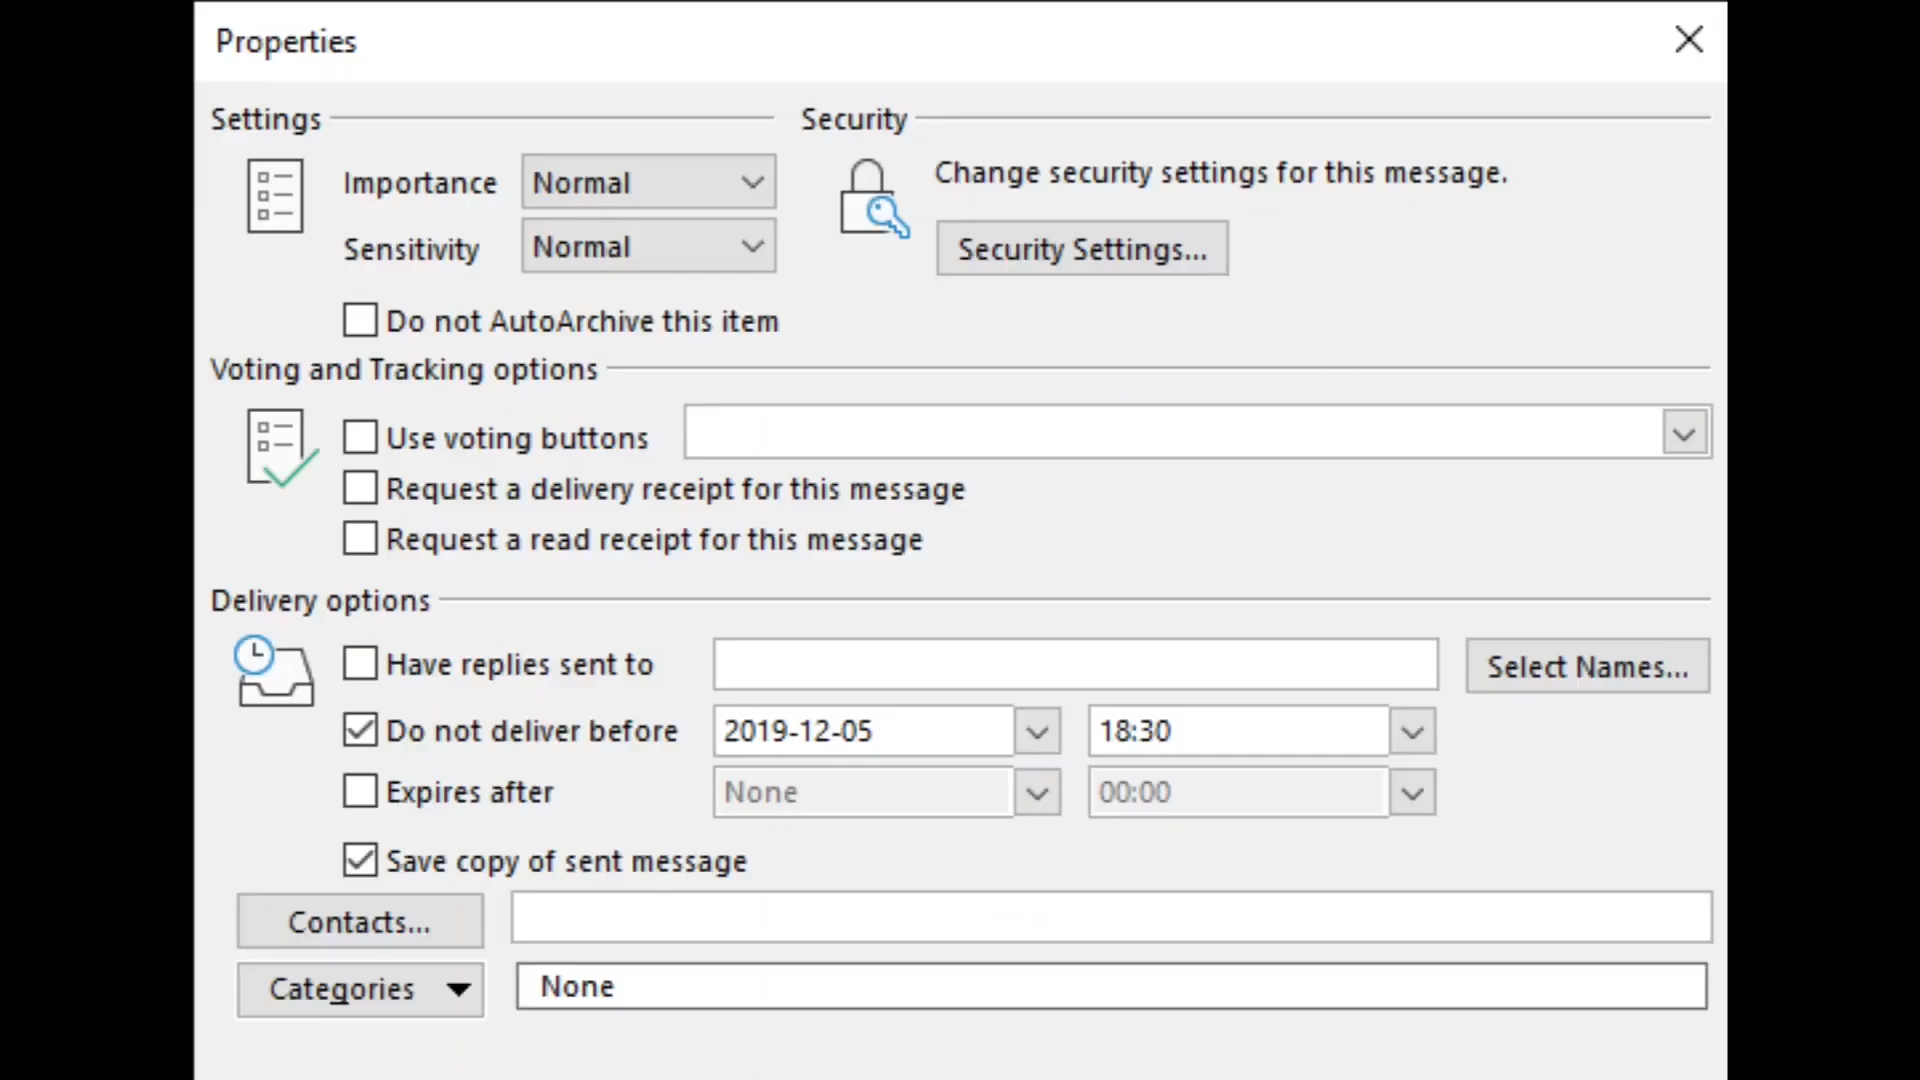 Properties
Settings
Security
Importance
Normal
Change security settings for this message.
Sensitivity
Normal
Security Settings...
Do not AutoArchive this item
Voting and Tracking options
Use voting buttons
Request a delivery receipt for this message
Request a read receipt for this message
Delivery options
Have replies sent to
Select Names...
Do not deliver before
2019-12-05
18:30
Expires after
None
00:00
Save copy of sent message
Contacts...
Categories
None